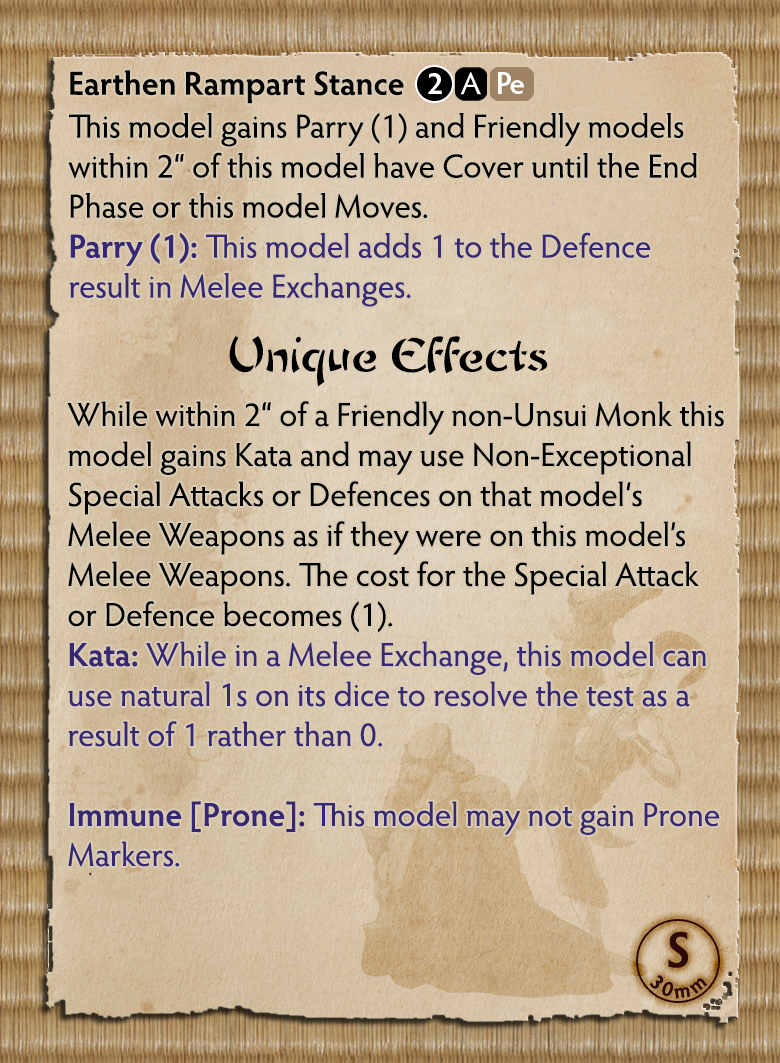 Earthen Rampart Stance 2 A Pe
This model gains Parry (1) and Friendly models
within 2" of this model have Cover until the End
Phase or this model Moves.
Parry (1): This model adds 1 to the Defence
result in Melee Exchanges.
Unique Effects
While within 2" of a Friendly non-Unsui Monk this
model gains Kata and may use Non-Exceptional
Special Attacks or Defences on that model's
Melee Weapons as if they were on this model's
Melee Weapons. The cost for the Special Attack
or Defence becomes (1).
Kata: While in a Melee Exchange, this model can
use natural 1s on its dice to resolve the test as a
result of 1 rather than 0.
Immune [Prone]: This model may not gain Prone
Markers.
S
30mm